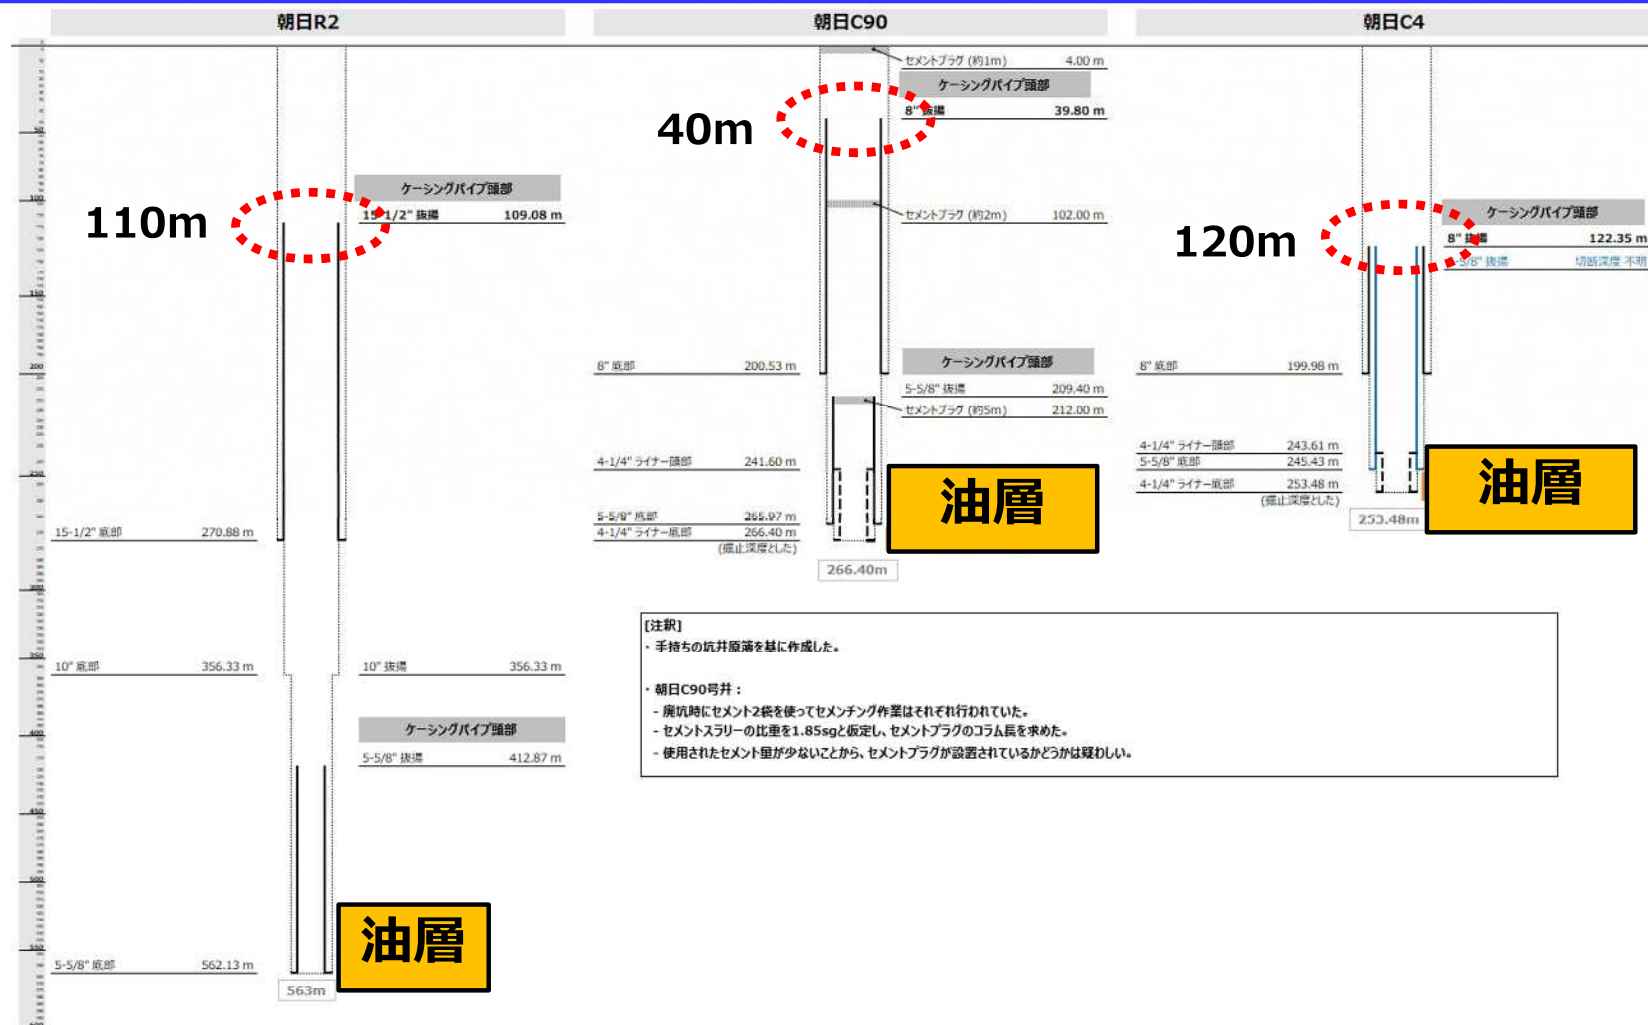 朝日R2
朝日C90
朝日C4
セメントプラグ (約1m) 4.00 m
ケーシングパイプ頭部
8" 抜揚 39.80 m
40m
ケーシングパイプ頭部
15-1/2" 抜揚 109.08 m
110m
セメントプラグ (約2m) 102.00 m
ケーシングパイプ頭部
8" 抜揚 122.35 m
5-5/8" 抜揚 切断深度 不明
120m
8" 底部 200.53 m
ケーシングパイプ頭部
5-5/8" 抜揚 209.40 m
セメントプラグ (約5m) 212.00 m
8" 底部 199.98 m
4-1/4" ライナー頭部 241.60 m
5-5/8" 底部 265.97 m
4-1/4" ライナー底部 266.40 m
(掘止深度とした)
266.40m
油層
4-1/4" ライナー頭部 243.61 m
5-5/8" 底部 245.43 m
4-1/4" ライナー底部 253.48 m
(掘止深度とした)
253.48m
油層
15-1/2" 底部 270.88 m
10" 底部 356.33 m
10" 抜揚 356.33 m
ケーシングパイプ頭部
5-5/8" 抜揚 412.87 m
5-5/8" 底部 562.13 m
563m
油層
[注釈]
・手持ちの坑井原簿を基に作成した。
・朝日C90号井：
- 廃坑時にセメント2袋を使ってセメンチング作業はそれぞれ行われていた。
- セメントスラリーの比重を1.85sgと仮定し、セメントプラグのコラム長を求めた。
- 使用されたセメント量が少ないことから、セメントプラグが設置されているかどうかは疑わしい。
50
100
150
200
250
300
350
400
450
500
550
600